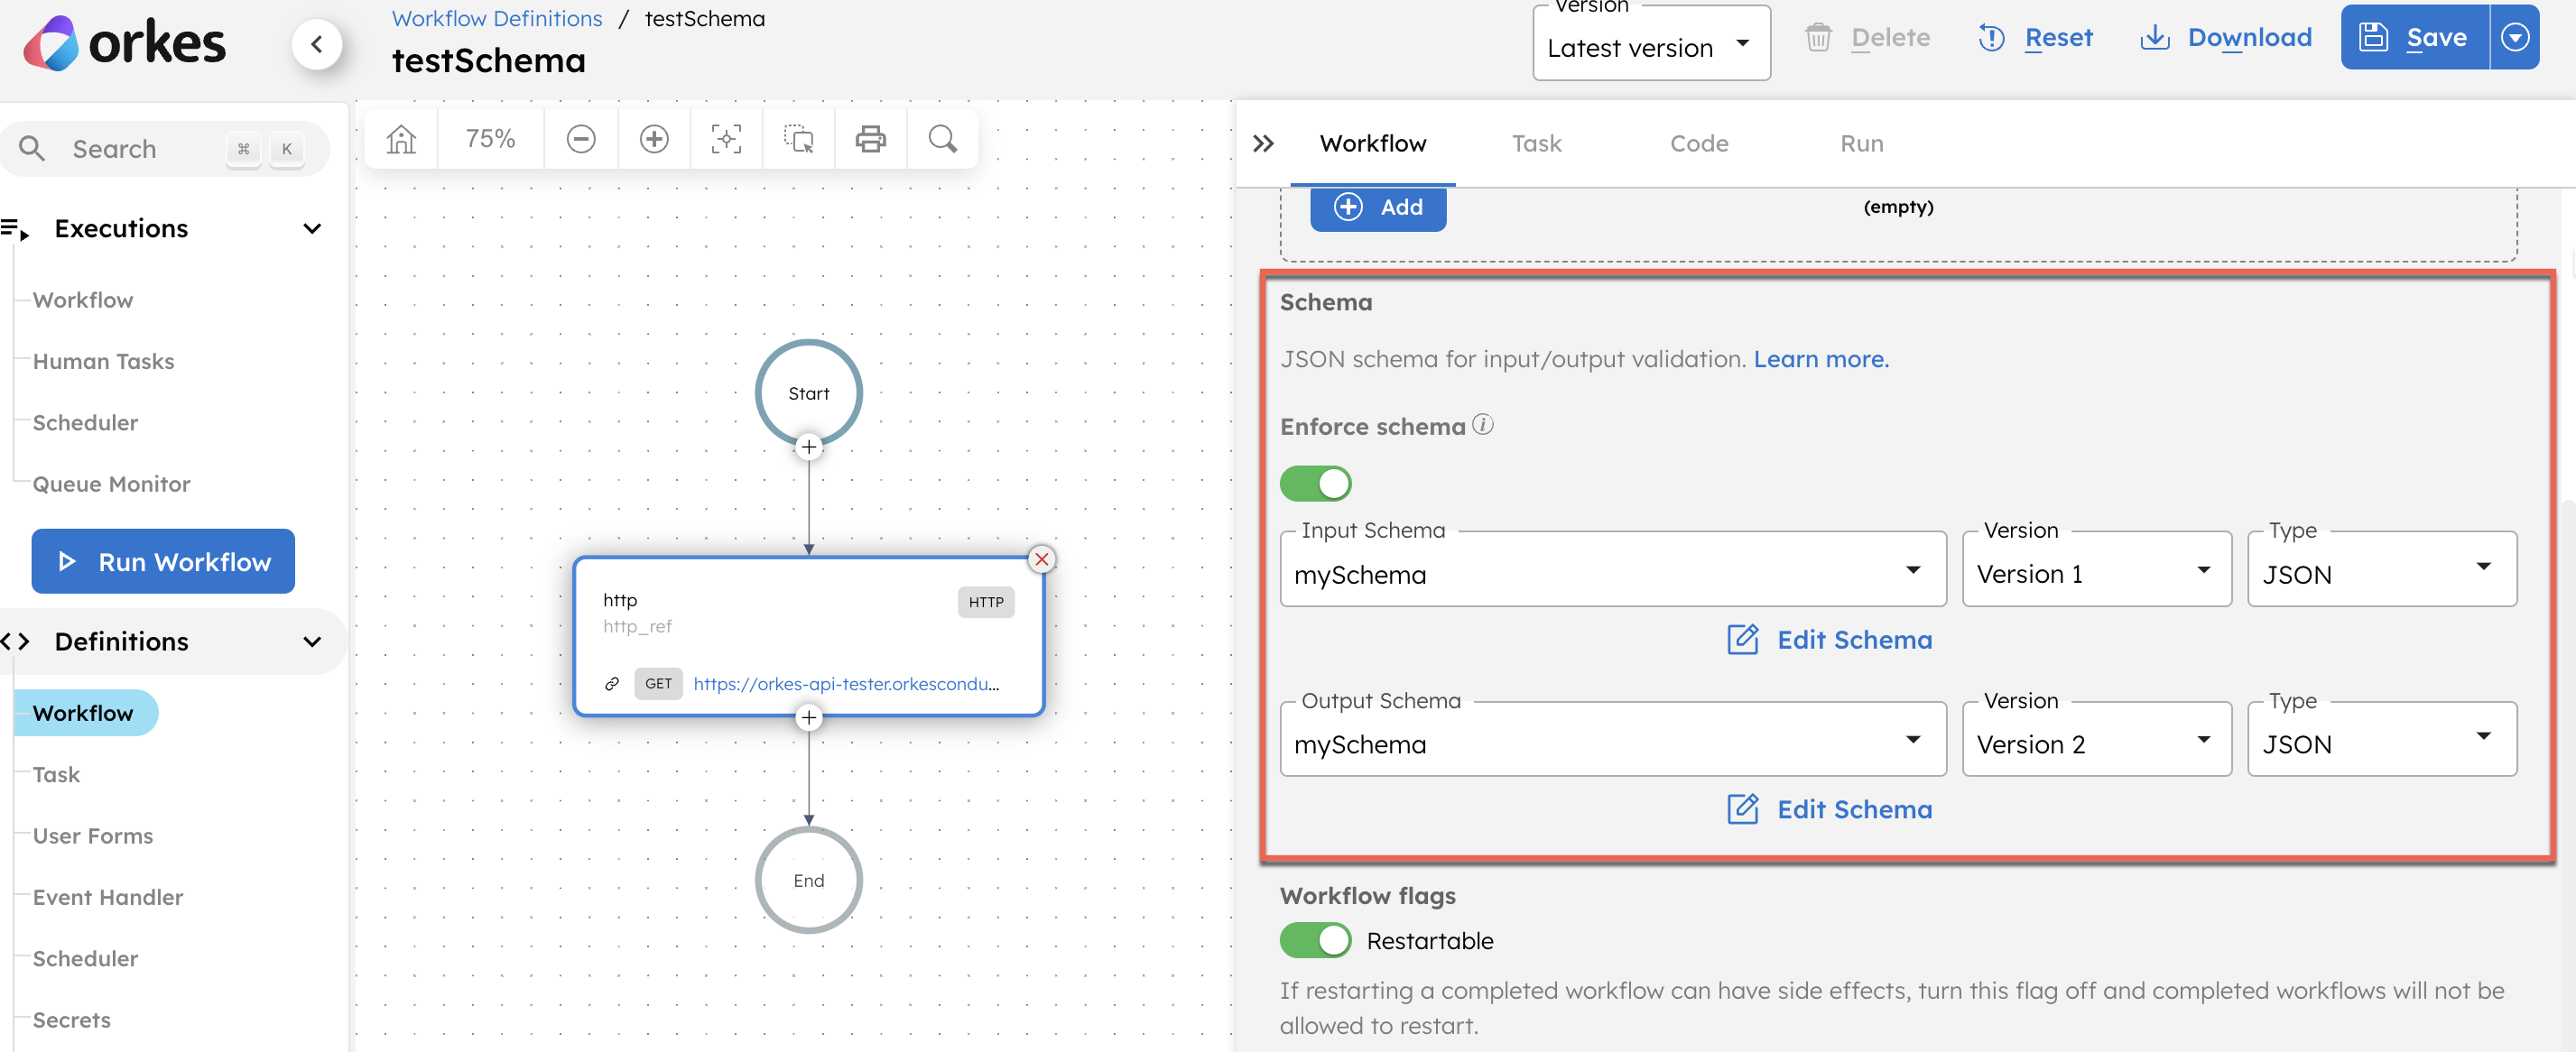 orkes
Workflow Definitions / testSchema
testSchema
Version
Latest version
Delete
Reset
Download
Save
Search ⌘ K
Executions
Workflow
Human Tasks
Scheduler
Queue Monitor
Run Workflow
Definitions
Workflow
Task
User Forms
Event Handler
Scheduler
Secrets
75%
Start
http
HTTP
http_ref
GET https://orkes-api-tester.orkescondu...
End
Workflow Task Code Run
Add
(empty)
Schema
JSON schema for input/output validation. Learn more.
Enforce schema
Input Schema Version Type
mySchema Version 1 JSON
Edit Schema
Output Schema Version Type
mySchema Version 2 JSON
Edit Schema
Workflow flags
Restartable
If restarting a completed workflow can have side effects, turn this flag off and completed workflows will not be
allowed to restart.